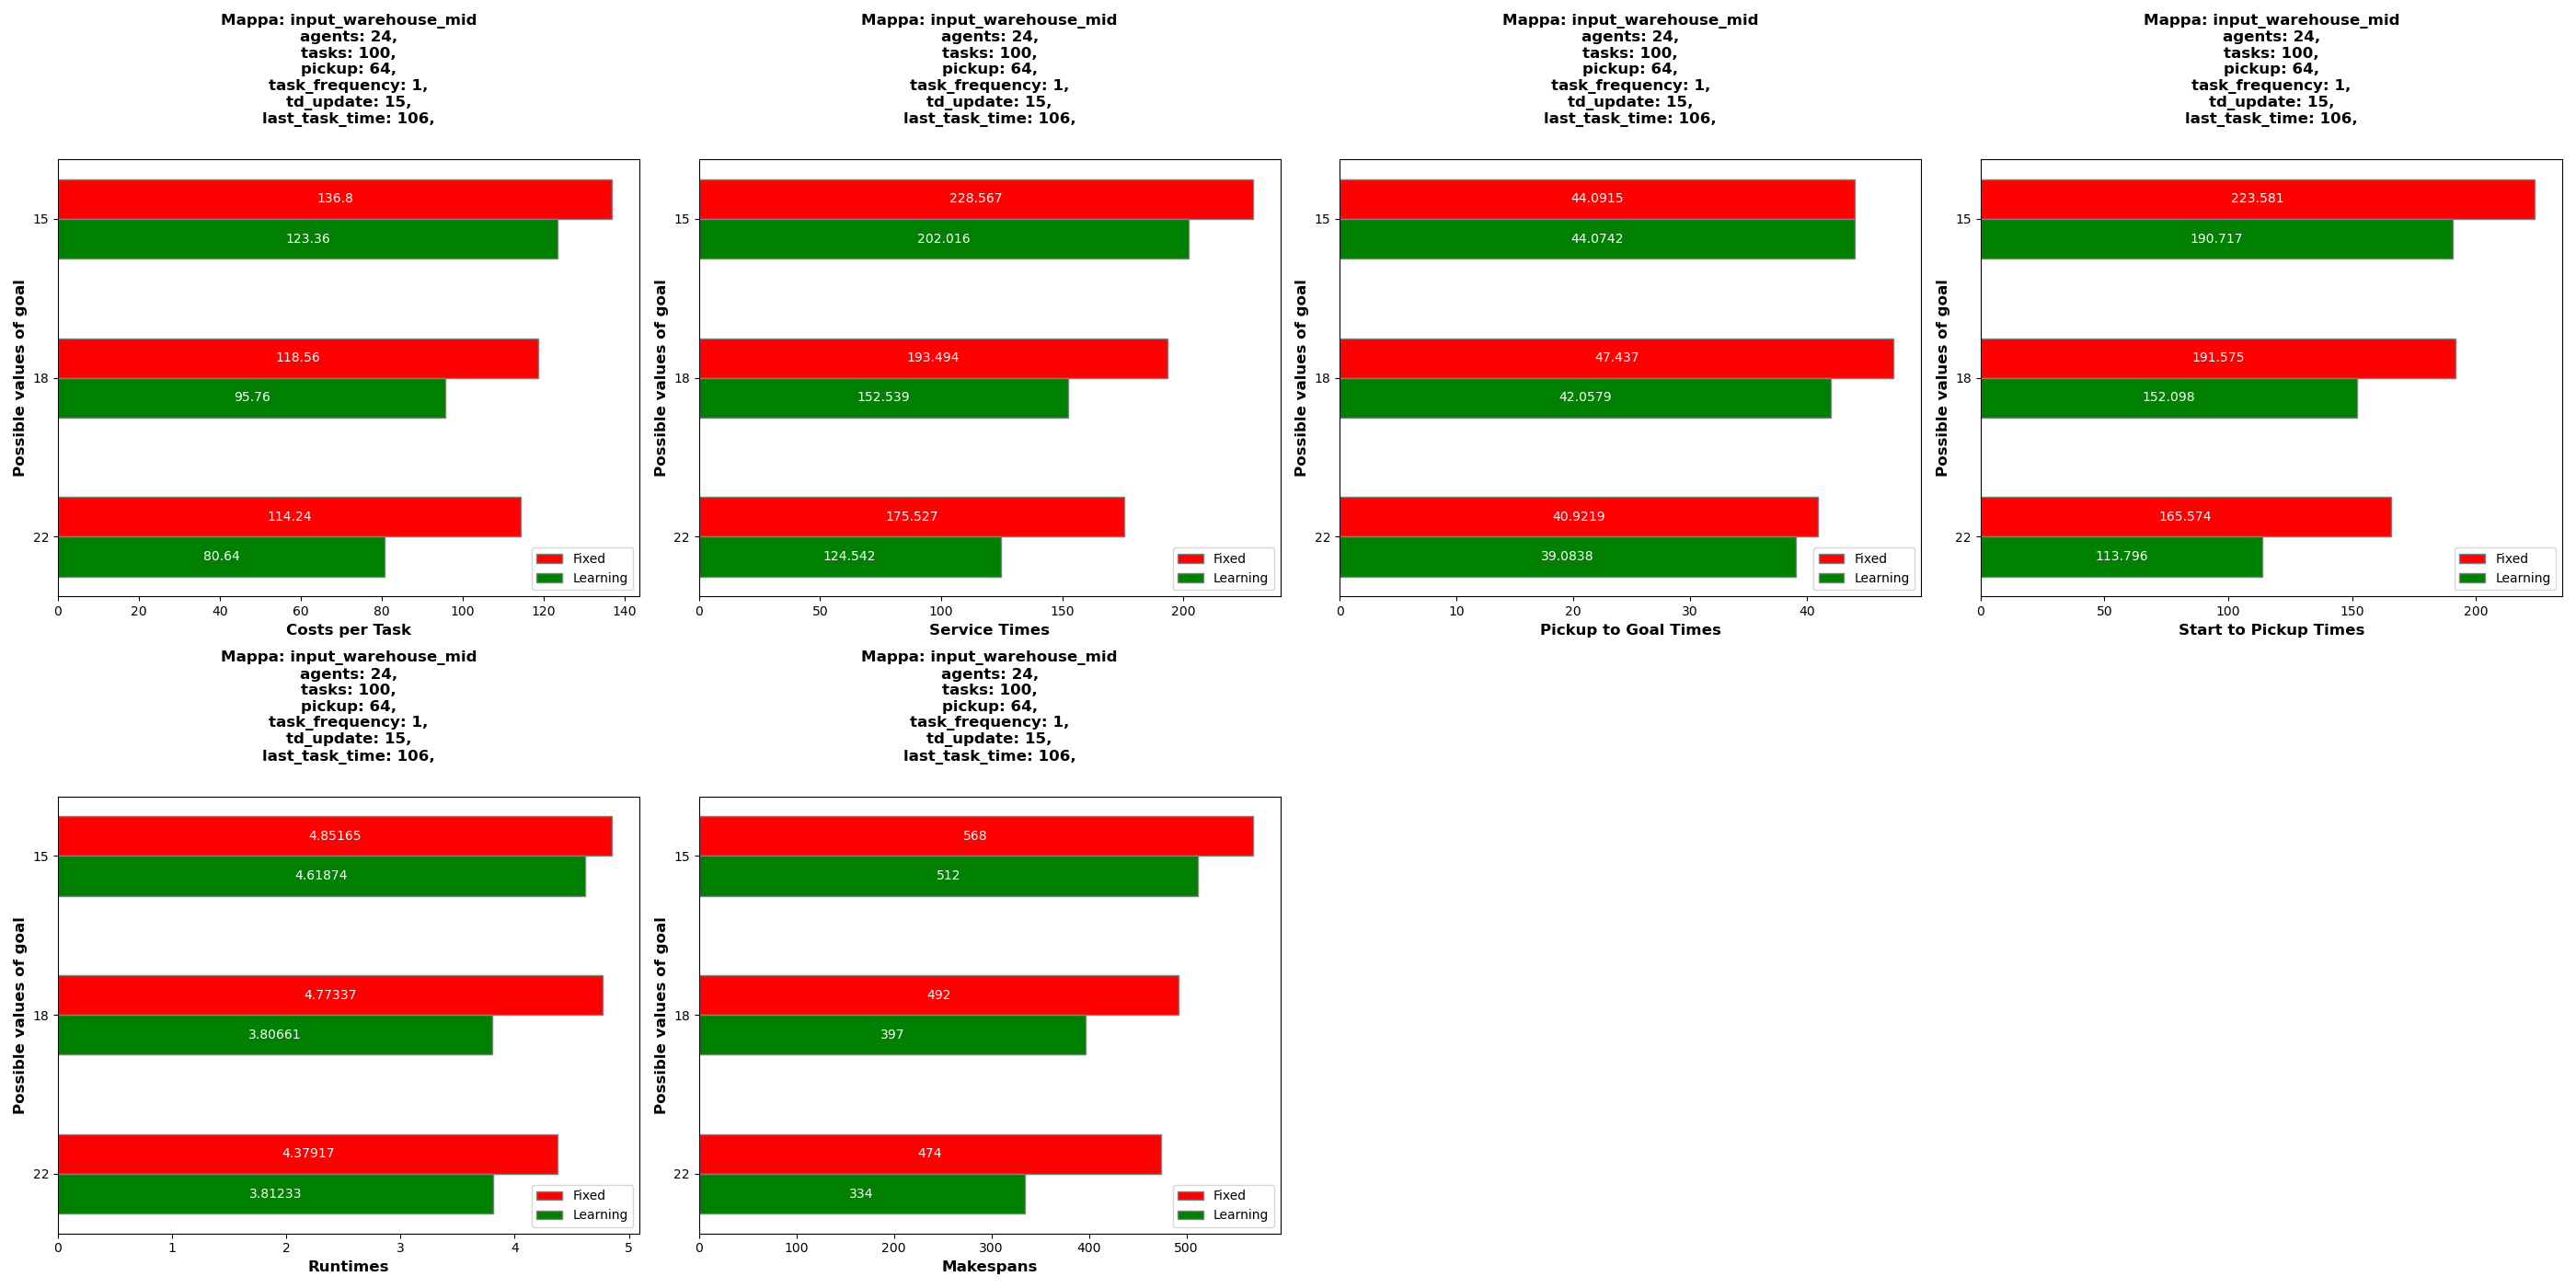 Mappa: input_warehouse_mid
agents: 24,
tasks: 100,
pickup: 64,
task_frequency: 1,
td_update: 15,
last_task_time: 106,
Possible values of goal
15
18
22
136.8
123.36
118.56
95.76
114.24
80.64
Fixed
Learning
0 20 40 60 80 100 120 140
Costs per Task
Mappa: input_warehouse_mid
agents: 24,
tasks: 100,
pickup: 64,
task_frequency: 1,
td_update: 15,
last_task_time: 106,
Possible values of goal
15
18
22
228.567
202.016
193.494
152.539
175.527
124.542
Fixed
Learning
0 50 100 150 200
Service Times
Mappa: input_warehouse_mid
agents: 24,
tasks: 100,
pickup: 64,
task_frequency: 1,
td_update: 15,
last_task_time: 106,
Possible values of goal
15
18
22
44.0915
44.0742
47.437
42.0579
40.9219
39.0838
Fixed
Learning
0 10 20 30 40
Pickup to Goal Times
Mappa: input_warehouse_mid
agents: 24,
tasks: 100,
pickup: 64,
task_frequency: 1,
td_update: 15,
last_task_time: 106,
Possible values of goal
15
18
22
223.581
190.717
191.575
152.098
165.574
113.796
Fixed
Learning
0 50 100 150 200
Start to Pickup Times
Mappa: input_warehouse_mid
agents: 24,
tasks: 100,
pickup: 64,
task_frequency: 1,
td_update: 15,
last_task_time: 106,
Possible values of goal
15
18
22
4.85165
4.61874
4.77337
3.80661
4.37917
3.81233
Fixed
Learning
0 1 2 3 4 5
Runtimes
Mappa: input_warehouse_mid
agents: 24,
tasks: 100,
pickup: 64,
task_frequency: 1,
td_update: 15,
last_task_time: 106,
Possible values of goal
15
18
22
568
512
492
397
474
334
Fixed
Learning
0 100 200 300 400 500
Makespans